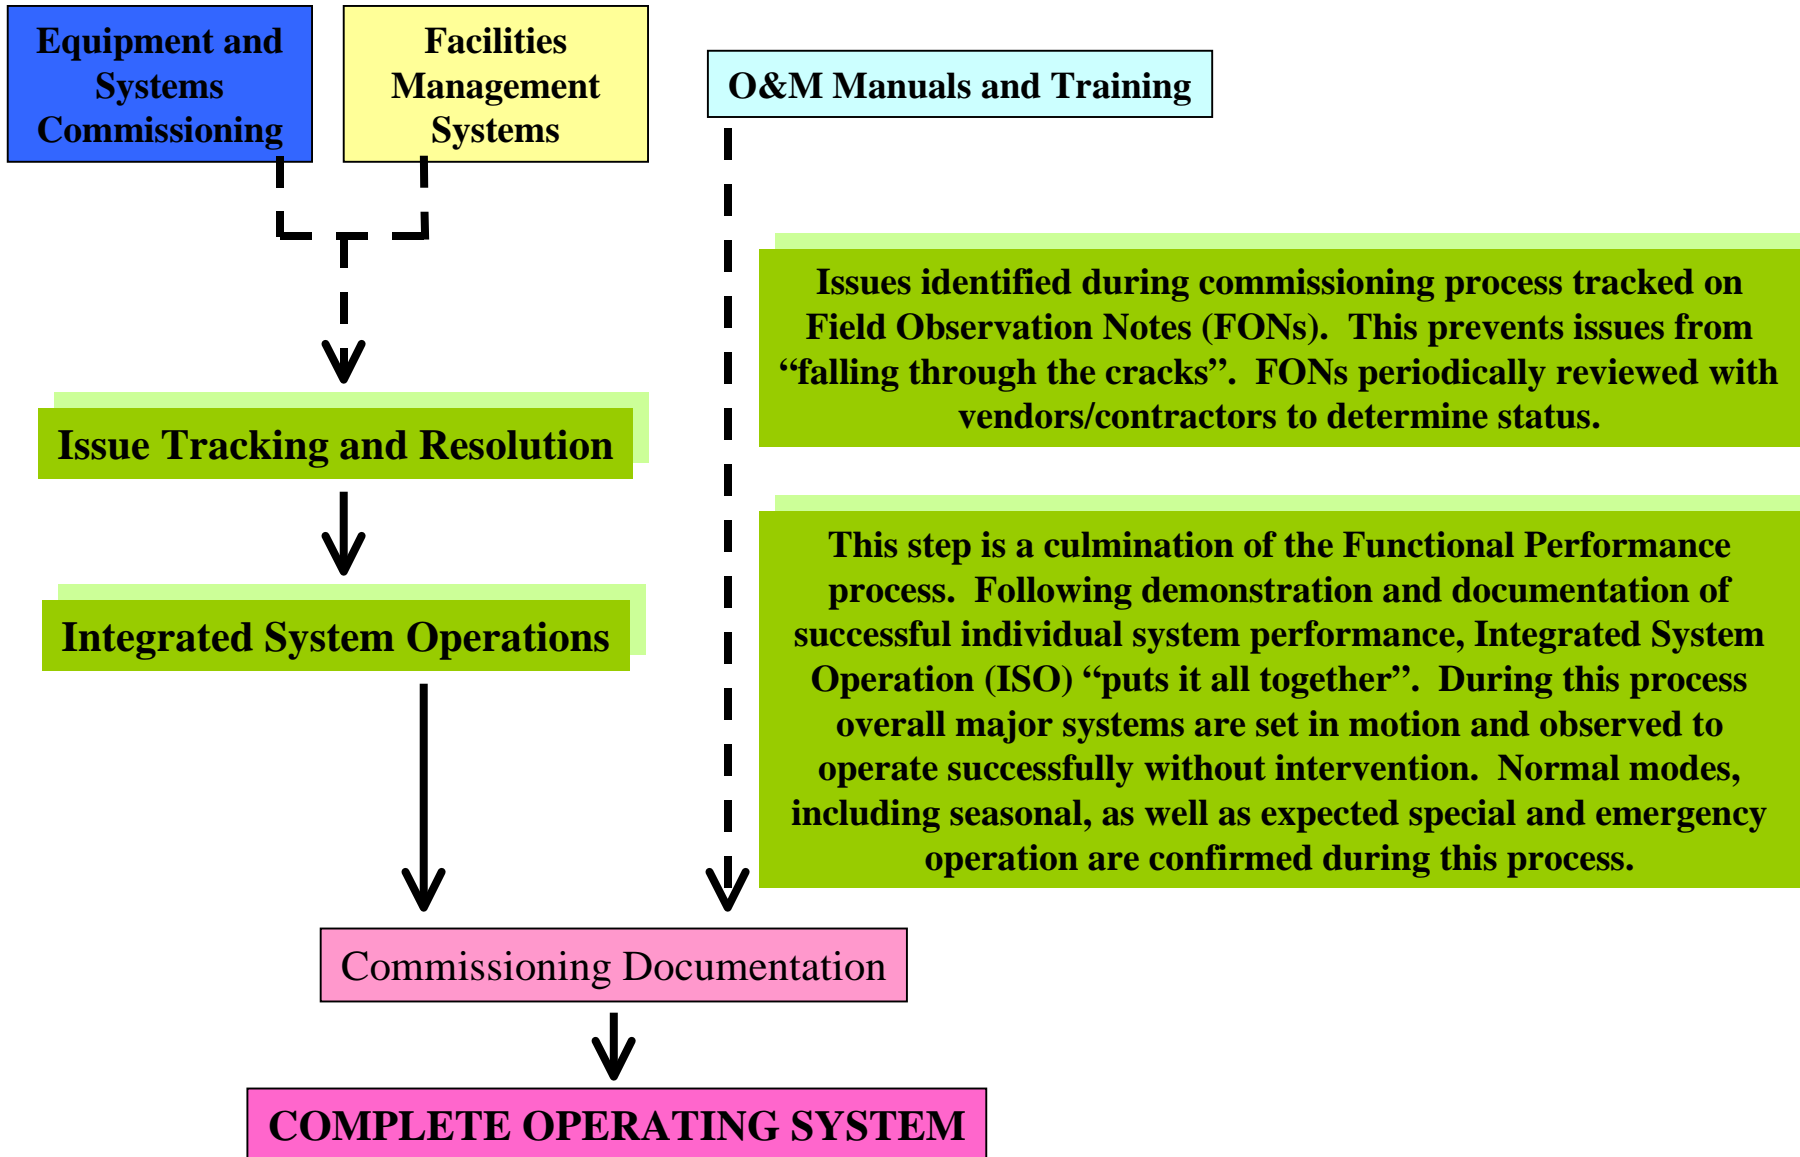 Equipment and
Systems
Commissioning
Facilities
Management
Systems
O&M Manuals and Training
Issues identified during commissioning process tracked on
Field Observation Notes (FONs).  This prevents issues from
“falling through the cracks”.  FONs periodically reviewed with
vendors/contractors to determine status.
Issue Tracking and Resolution
This step is a culmination of the Functional Performance
process.  Following demonstration and documentation of
successful individual system performance, Integrated System
Operation (ISO) “puts it all together”.  During this process
overall major systems are set in motion and observed to
operate successfully without intervention.  Normal modes,
including seasonal, as well as expected special and emergency
operation are confirmed during this process.
Integrated System Operations
Commissioning Documentation
COMPLETE OPERATING SYSTEM